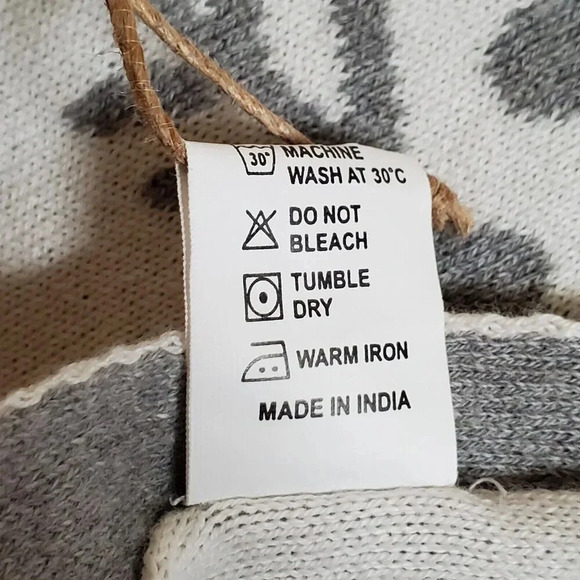 30° MACHINE
WASH AT 30°C
DO NOT
BLEACH
TUMBLE
DRY
WARM IRON
MADE IN INDIA